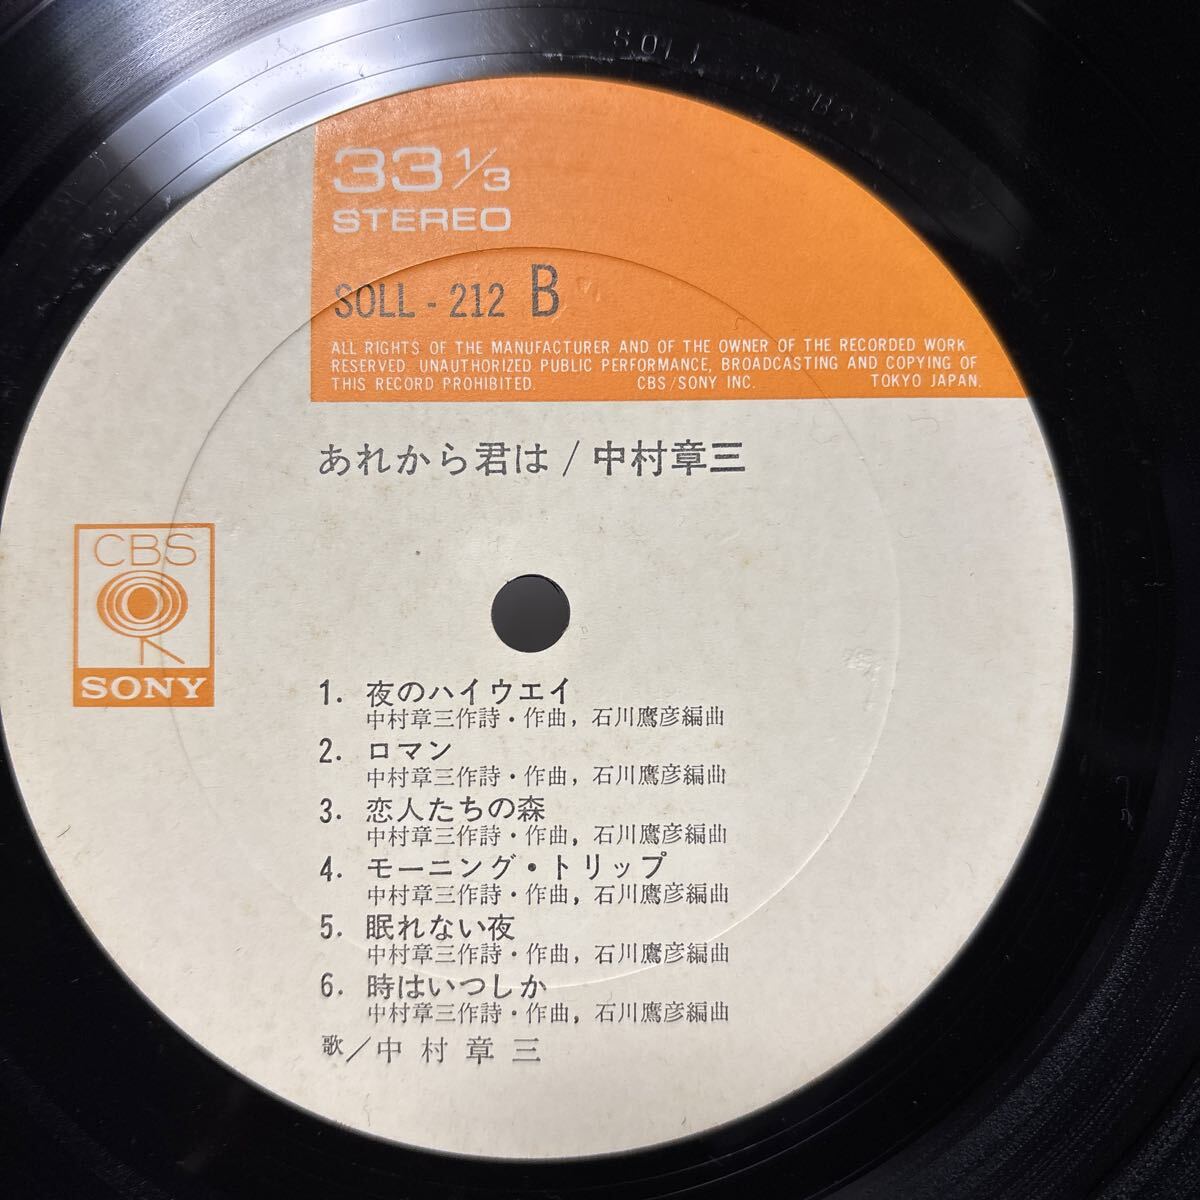 33 1/3
STEREO
SOLL - 212 B
ALL RIGHTS OF THE MANUFACTURER AND OF THE OWNER OF THE RECORDED WORK
RESERVED. UNAUTHORIZED PUBLIC PERFORMANCE, BROADCASTING AND COPYING OF
THIS RECORD PROHIBITED. CBS/SONY INC. TOKYO JAPAN.
あれから君は / 中村章三
CBS
SONY
1. 夜のハイウエイ
中村章三作詩・作曲, 石川鷹彦編曲
2. ロマン
中村章三作詩・作曲, 石川鷹彦編曲
3. 恋人たちの森
中村章三作詩・作曲, 石川鷹彦編曲
4. モーニング・トリップ
中村章三作詩・作曲, 石川鷹彦編曲
5. 眠れない夜
中村章三作詩・作曲, 石川鷹彦編曲
6. 時はいつしか
中村章三作詩・作曲, 石川鷹彦編曲
歌/中村章三